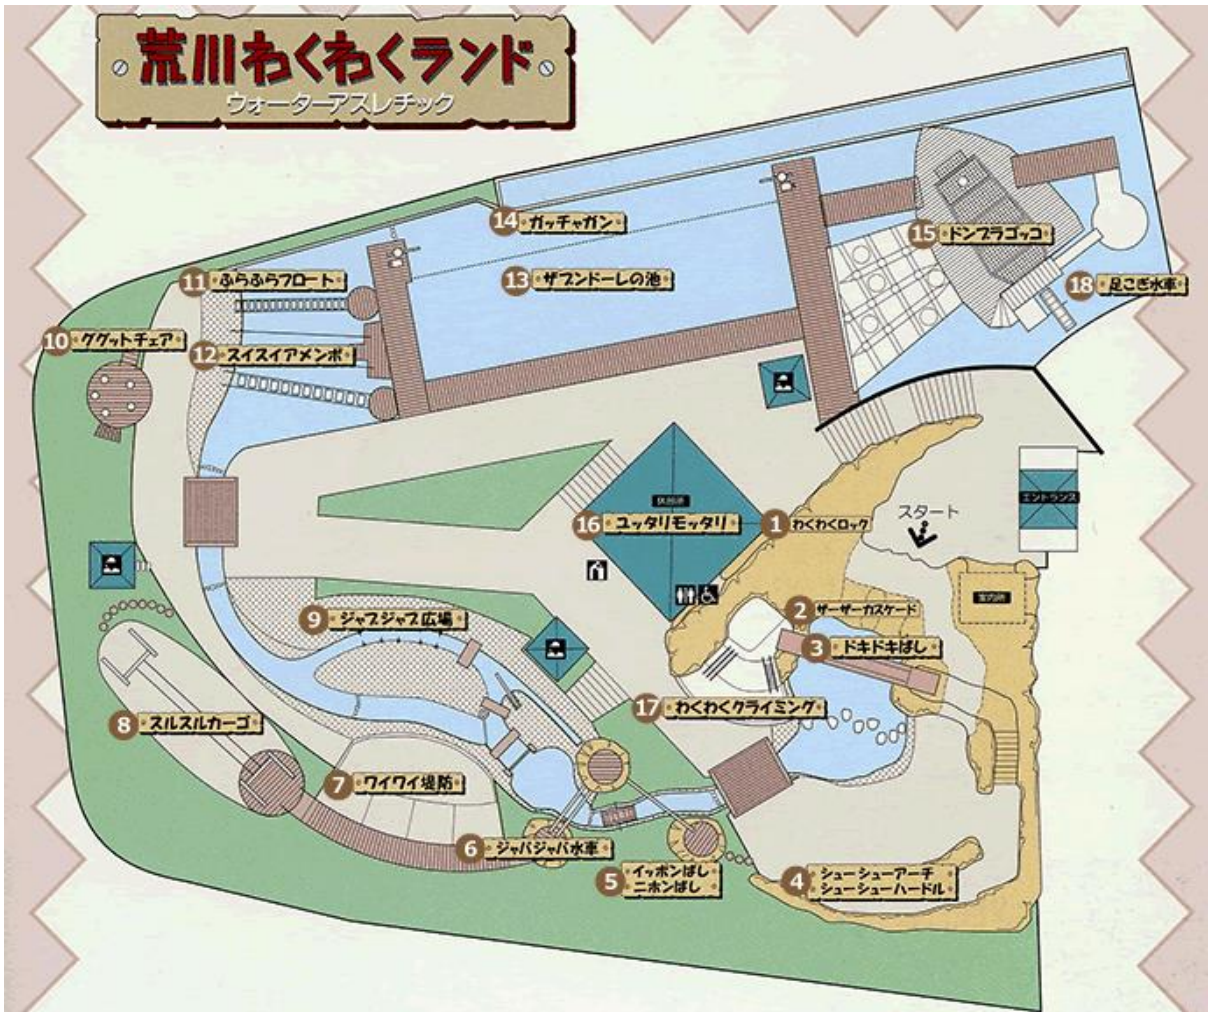 荒川わくわくランド
ウォーターアスレチック
14 ガッチャガン
15 ドンブラゴッコ
11 ふらふらフロート
13 ザブンドーレの池
18 足こぎ水車
10 ググットチェア
12 スイスイアメンボ
休憩所
エントランス
16 ユッタリモッタリ
1 わくわくロック
スタート
案内所
2 ザーザーカスケード
9 ジャブジャブ広場
3 ドキドキばし
17 わくわくクライミング
8 スルスルカーゴ
7 ワイワイ堤防
6 ジャバジャバ水車
5 イッポンばし
ニホンばし
4 シューシューアーチ
シューシューハードル